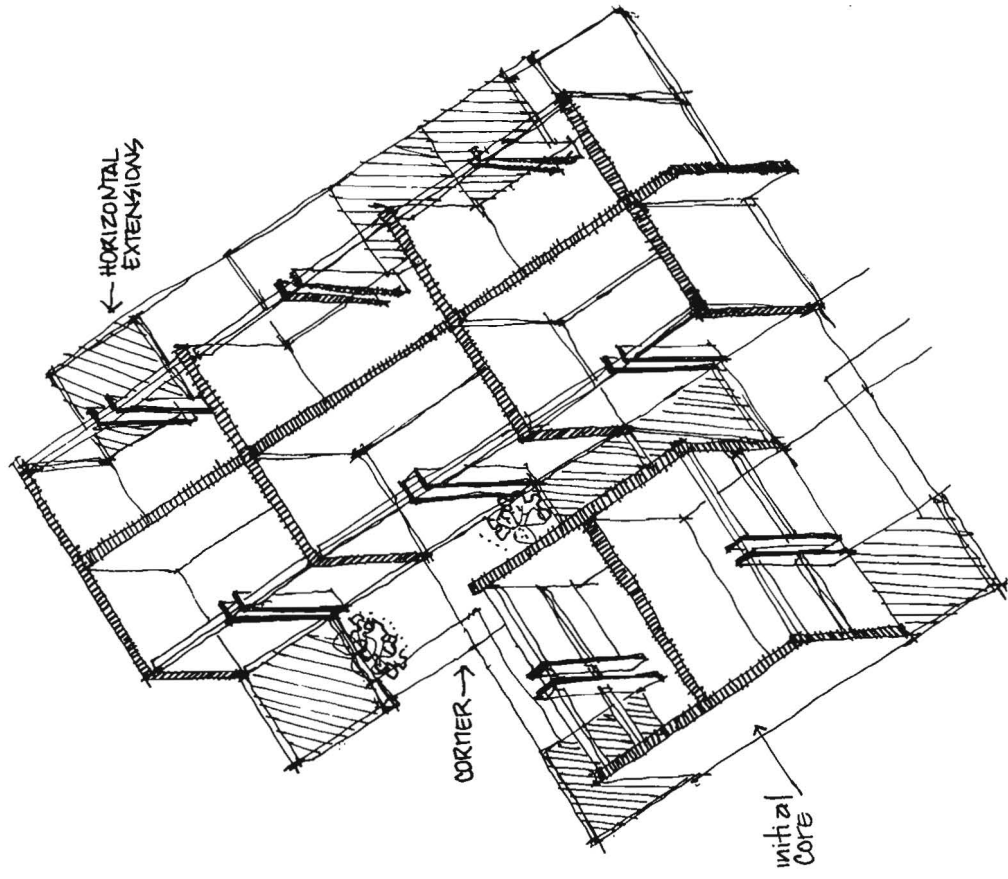 ← HORIZONTAL
EXTENSIONS
CORNER →
initial
core